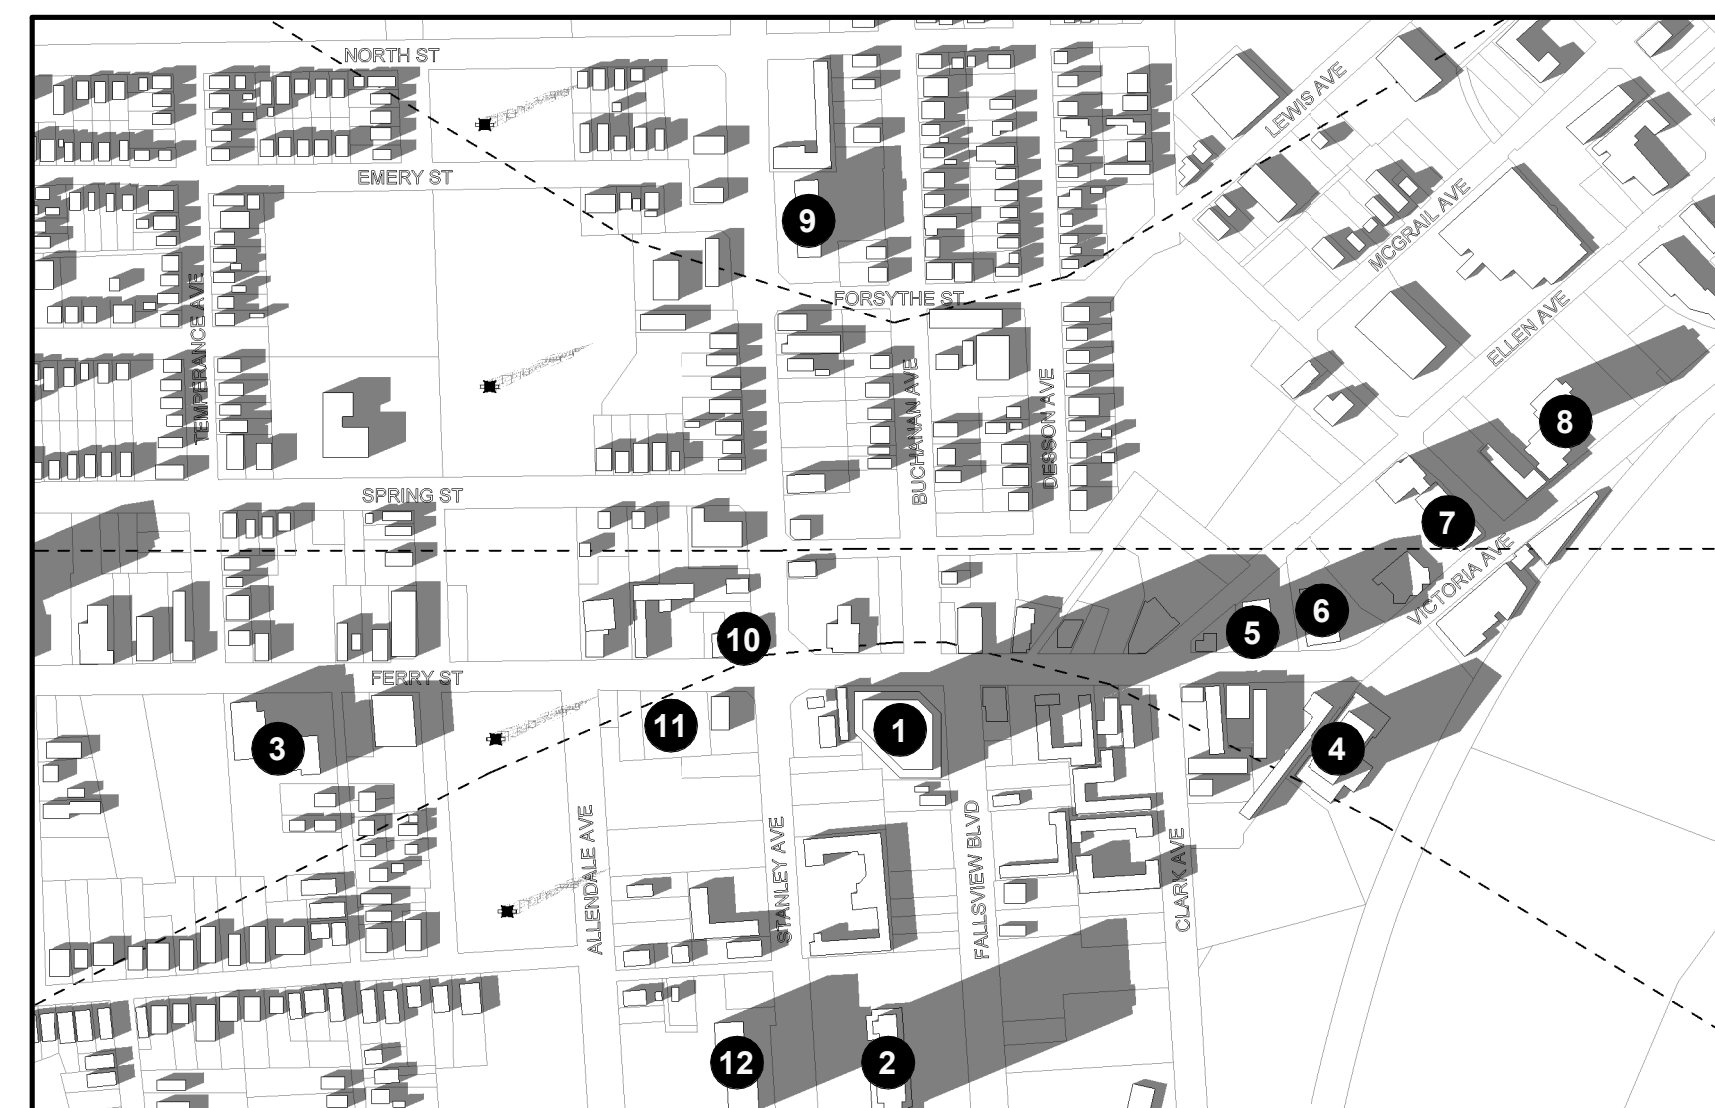 NORTH ST
LEWIS AVE
EMERY ST
MCGRAIL AVE
9
FORSYTHE ST
TEMPERANCE AVE
ELLEN AVE
BUCHANAN AVE
DESSON AVE
8
SPRING ST
7
VICTORIA AVE
6
5
10
FERRY ST
11
1
3
4
ALLENDALE AVE
STANLEY AVE
FALLSVIEW BLVD
CLARK AVE
12
2